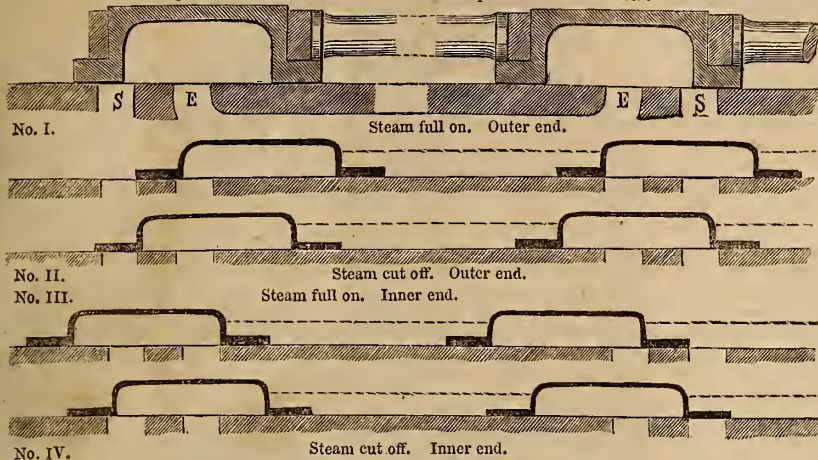 S E E S
No. I. Steam full on. Outer end.
No. II. Steam cut off. Outer end.
No. III. Steam full on. Inner end.
No. IV. Steam cut off. Inner end.